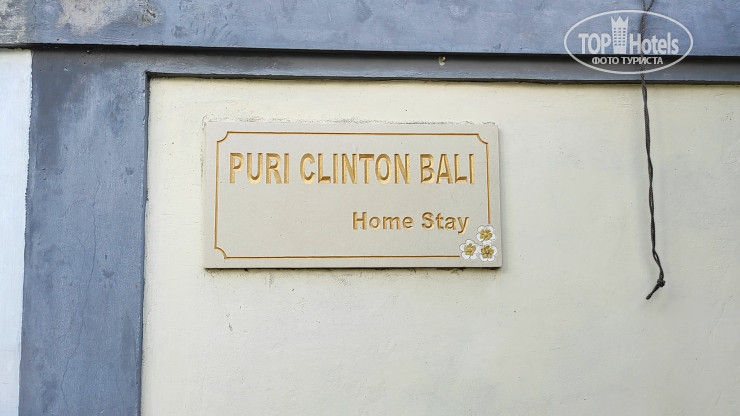 TOP Hotels
ФОТО ТУРИСТА
PURI CLINTON BALI
Home Stay